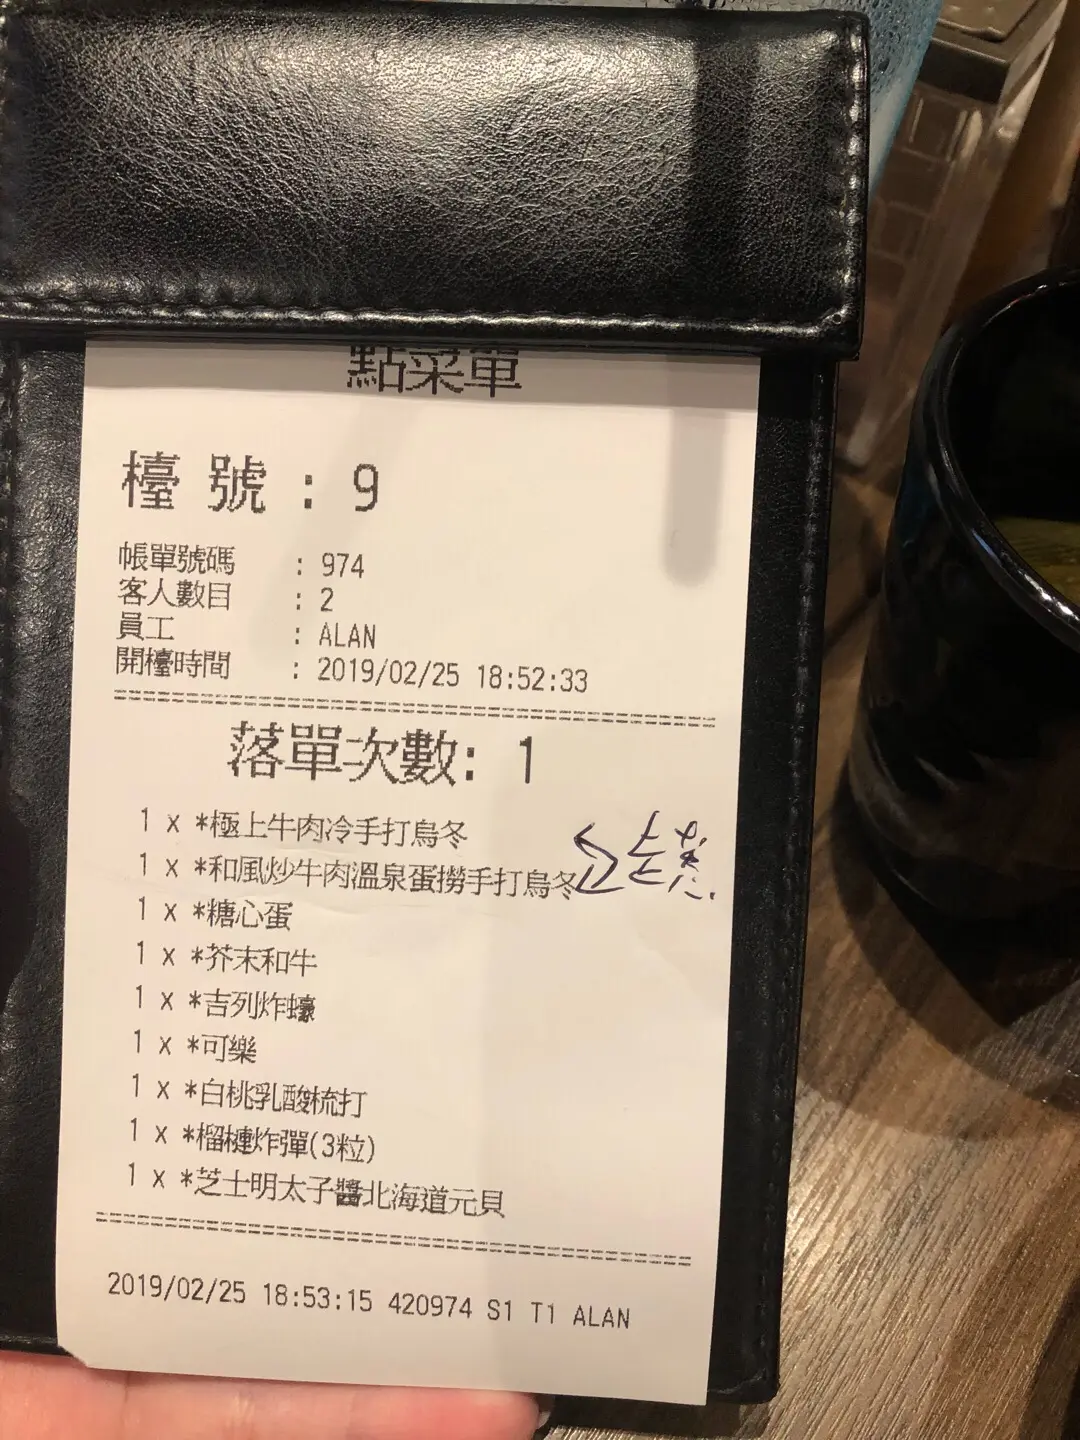 點菜單
檯號：9
帳單號碼 : 974
客人數目 : 2
員工 : ALAN
開檯時間 : 2019/02/25 18:52:33
落單次數: 1
1 x *極上牛肉冷手打烏冬
1 x *和風炒牛肉溫泉蛋撈手打烏冬
1 x *糖心蛋
1 x *芥末和牛
1 x *吉列炸蠔
1 x *可樂
1 x *白桃乳酸梳打
1 x *榴槤炸彈(3粒)
1 x *芝士明太子醬北海道元貝
2019/02/25 18:53:15 420974 S1 T1 ALAN